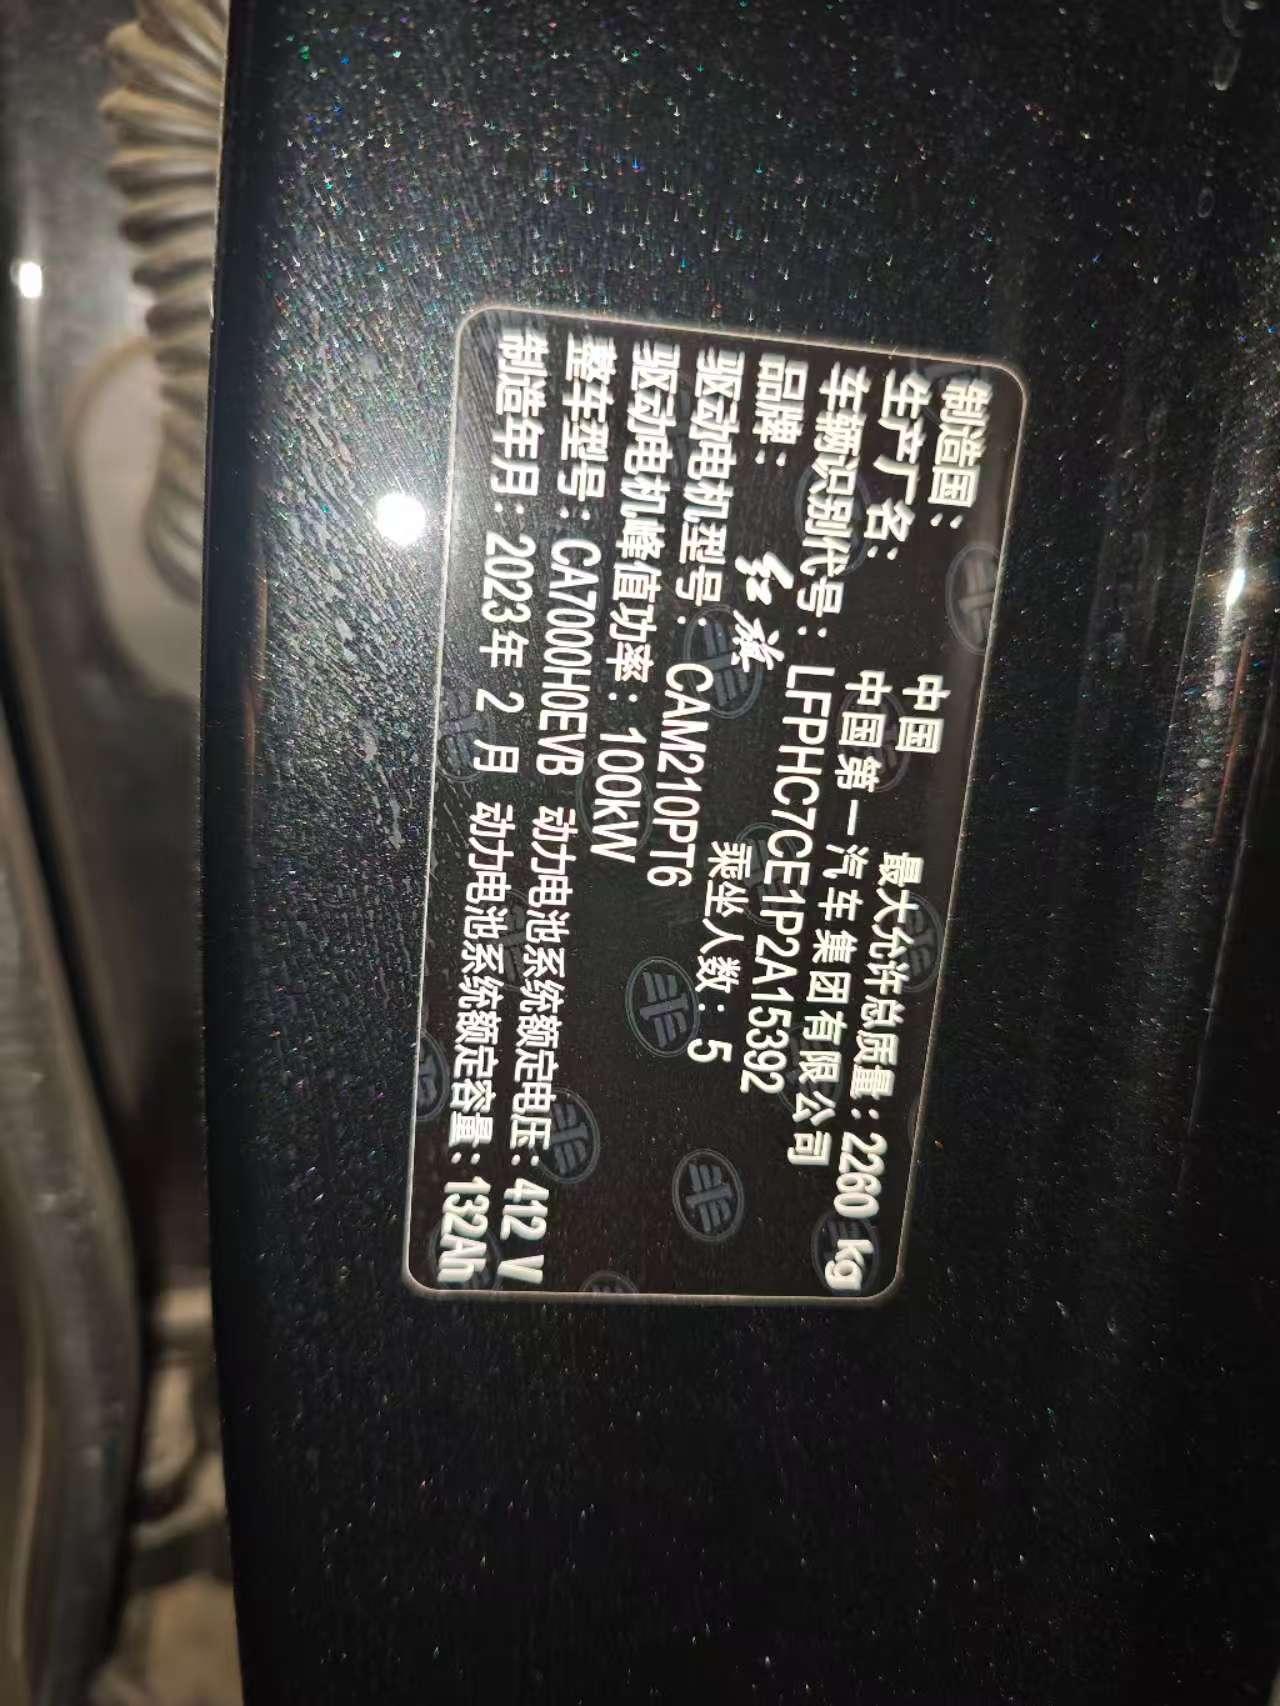 制造国： 中国 最大允许总质量：2260 kg
生产厂名： 中国第一汽车集团有限公司
车辆识别代号：LFPHC7CE1P2A15392
品牌： 红旗 乘坐人数：5
驱动电机型号：CAM210PT6
驱动电机峰值功率：100kW
整车型号：CA7000H0EVB 动力电池系统额定电压：412 V
制造年月：2023年 2 月 动力电池系统额定容量：132Ah